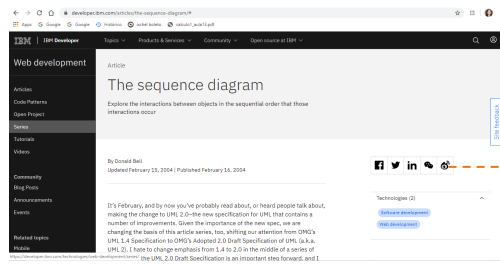 developer.ibm.com/articles/the-sequence-diagram/#
Apps
Google
Google
Histórico
calculo1_aula12.pdf
IBM
IBM Developer
Topics
Products & Services
Community
Open source at IBM
Web development
Articles
Code Patterns
Open Project
Series
Tutorials
Videos
Community
Blog Posts
Announcements
Events
Related topics
Mobile
https://developer.ibm.com/technologies/web-development/series/
Article
The sequence diagram
Explore the interactions between objects in the sequential order that those
interactions occur
Site feedback
By Donald Bell
Updated February 15, 2004 | Published February 16, 2004
in
Technologies (2)
Software development
Web development
It's February, and by now you've probably read about, or heard people talk about,
making the change to UML 2.0—the new specification for UML that contains a
number of improvements. Given the importance of the new spec, we are
changing the basis of this article series, too, shifting our attention from OMG's
UML 1.4 Specification to OMG's Adopted 2.0 Draft Specification of UML (a.k.a.
UML 2). I hate to change emphasis from 1.4 to 2.0 in the middle of a series of
the UML 2.0 Draft Specification is an important step forward, and I